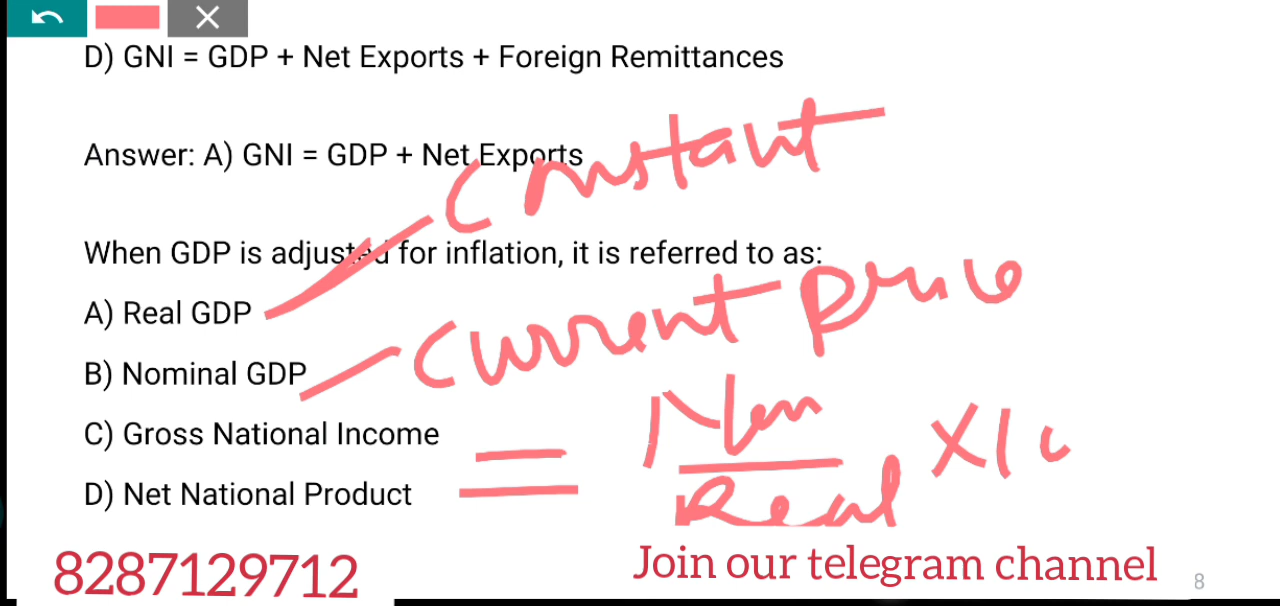 D) GNI = GDP + Net Exports + Foreign Remittances
Answer: A) GNI = GDP + Net Exports
constant
When GDP is adjusted for inflation, it is referred to as:
A) Real GDP
current price
B) Nominal GDP
Nom
C) Gross National Income
=
D) Net National Product
Real
8287129712
Join our telegram channel
8